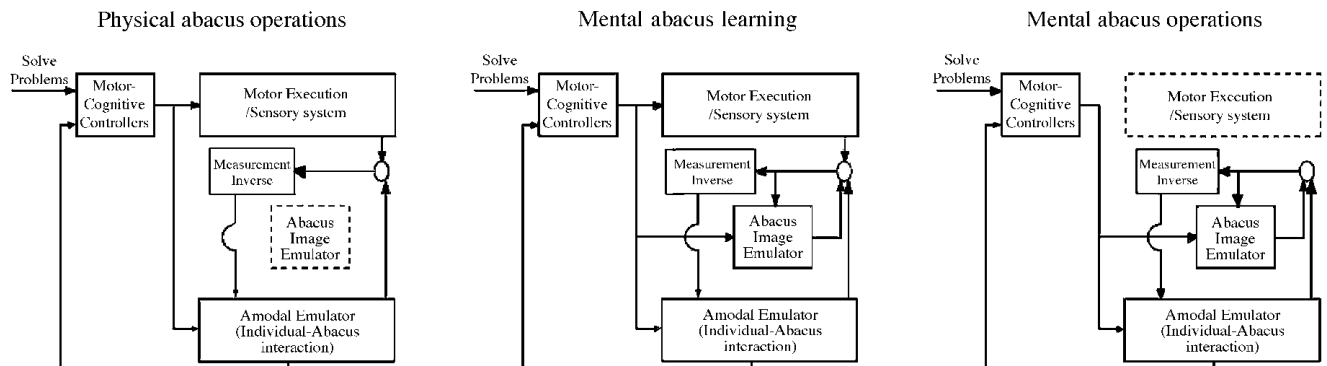 Physical abacus operations
Solve
Problems
Motor-
Cognitive
Controllers
Motor Execution
/Sensory system
Measurement
Inverse
Abacus
Image
Emulator
Amodal Emulator
(Individual-Abacus
interaction)
Mental abacus learning
Solve
Problems
Motor-
Cognitive
Controllers
Motor Execution
/Sensory system
Measurement
Inverse
Abacus
Image
Emulator
Amodal Emulator
(Individual-Abacus
interaction)
Mental abacus operations
Solve
Problems
Motor-
Cognitive
Controllers
Motor Execution
/Sensory system
Measurement
Inverse
Abacus
Image
Emulator
Amodal Emulator
(Individual-Abacus
interaction)